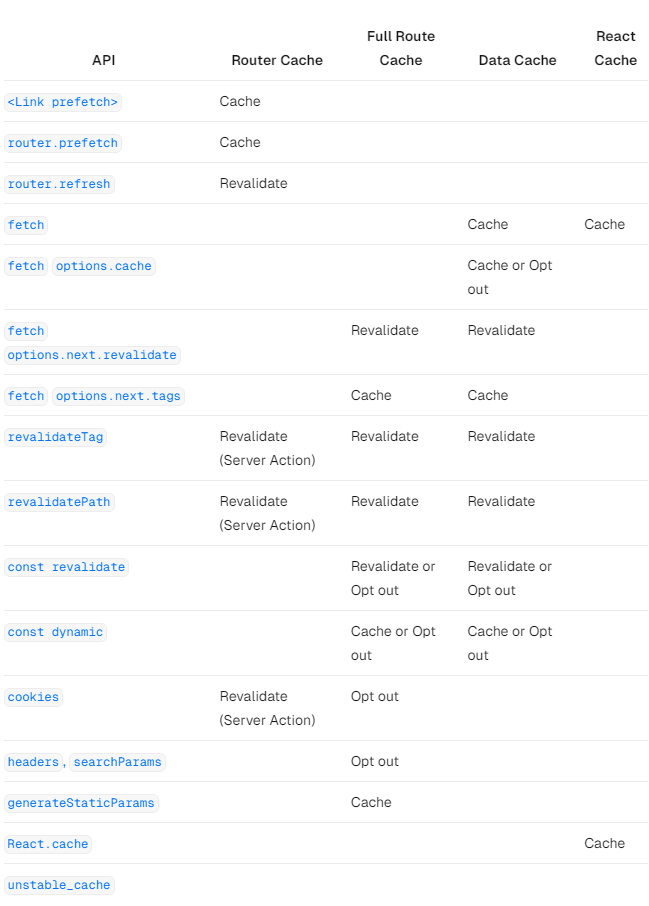 Full Route
React
API
Router Cache
Cache
Data Cache
Cache
<Link prefetch>
Cache
router.prefetch
Cache
router.refresh
Revalidate
fetch
Cache
Cache
fetch options.cache
Cache or Opt
out
fetch
options.next.revalidate
Revalidate
Revalidate
fetch options.next.tags
Cache
Cache
revalidateTag
Revalidate
(Server Action)
Revalidate
Revalidate
revalidatePath
Revalidate
(Server Action)
Revalidate
Revalidate
const revalidate
Revalidate or
Opt out
Revalidate or
Opt out
const dynamic
Cache or Opt
out
Cache or Opt
out
cookies
Revalidate
(Server Action)
Opt out
headers, searchParams
Opt out
generateStaticParams
Cache
React.cache
Cache
unstable_cache